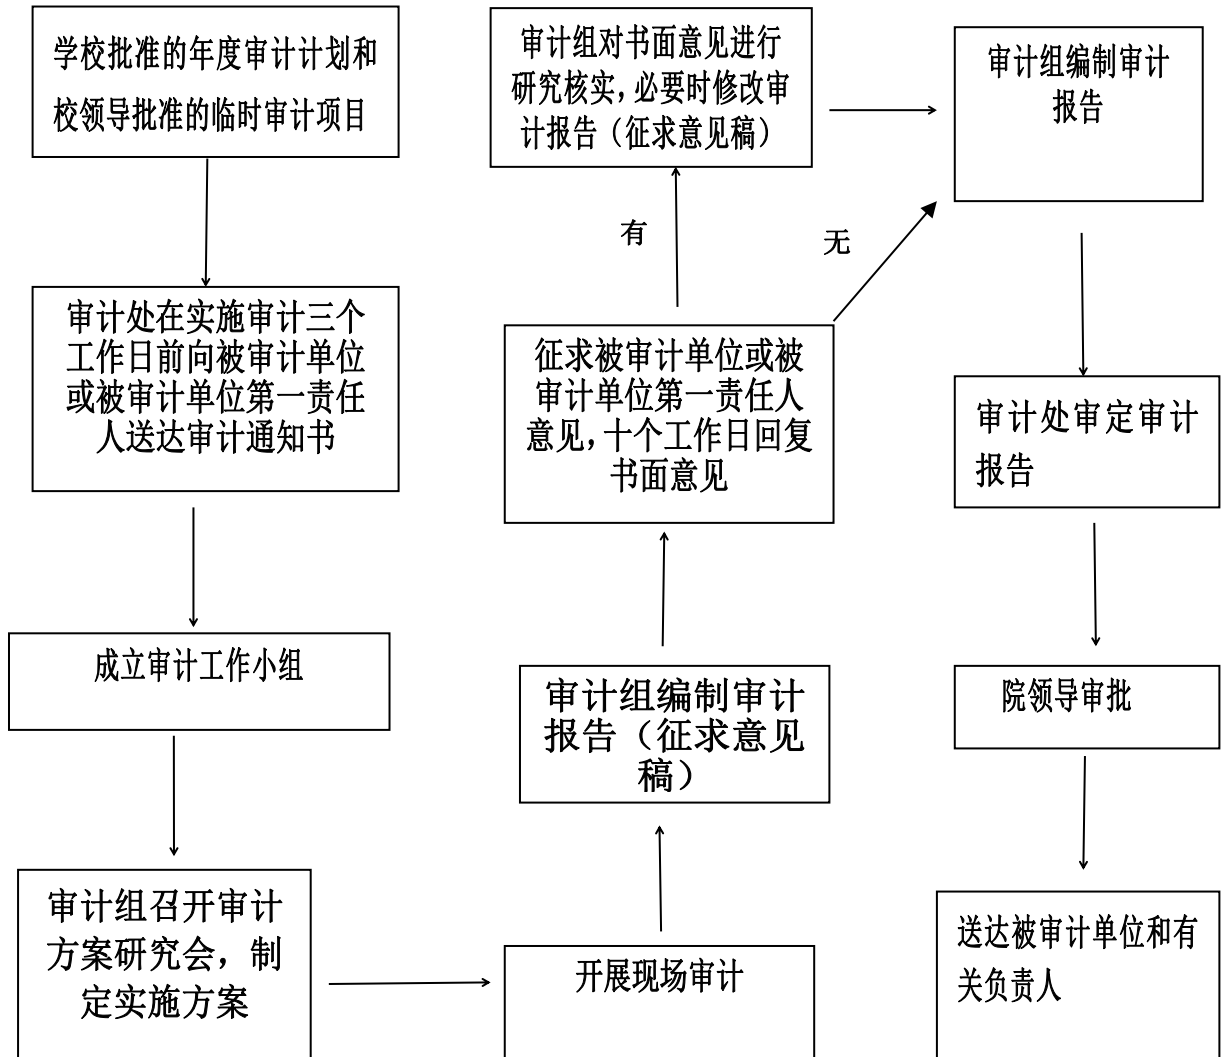 学校批准的年度审计计划和
校领导批准的临时审计项目
审计处在实施审计三个
工作日前向被审计单位
或被审计单位第一责任
人送达审计通知书
成立审计工作小组
审计组召开审计
方案研究会，制
定实施方案
开展现场审计
审计组编制审计
报告（征求意见
稿）
征求被审计单位或被
审计单位第一责任人
意见，十个工作日回复
书面意见
有
无
审计组对书面意见进行
研究核实，必要时修改审
计报告（征求意见稿）
审计组编制审计
报告
审计处审定审计
报告
院领导审批
送达被审计单位和有
关负责人